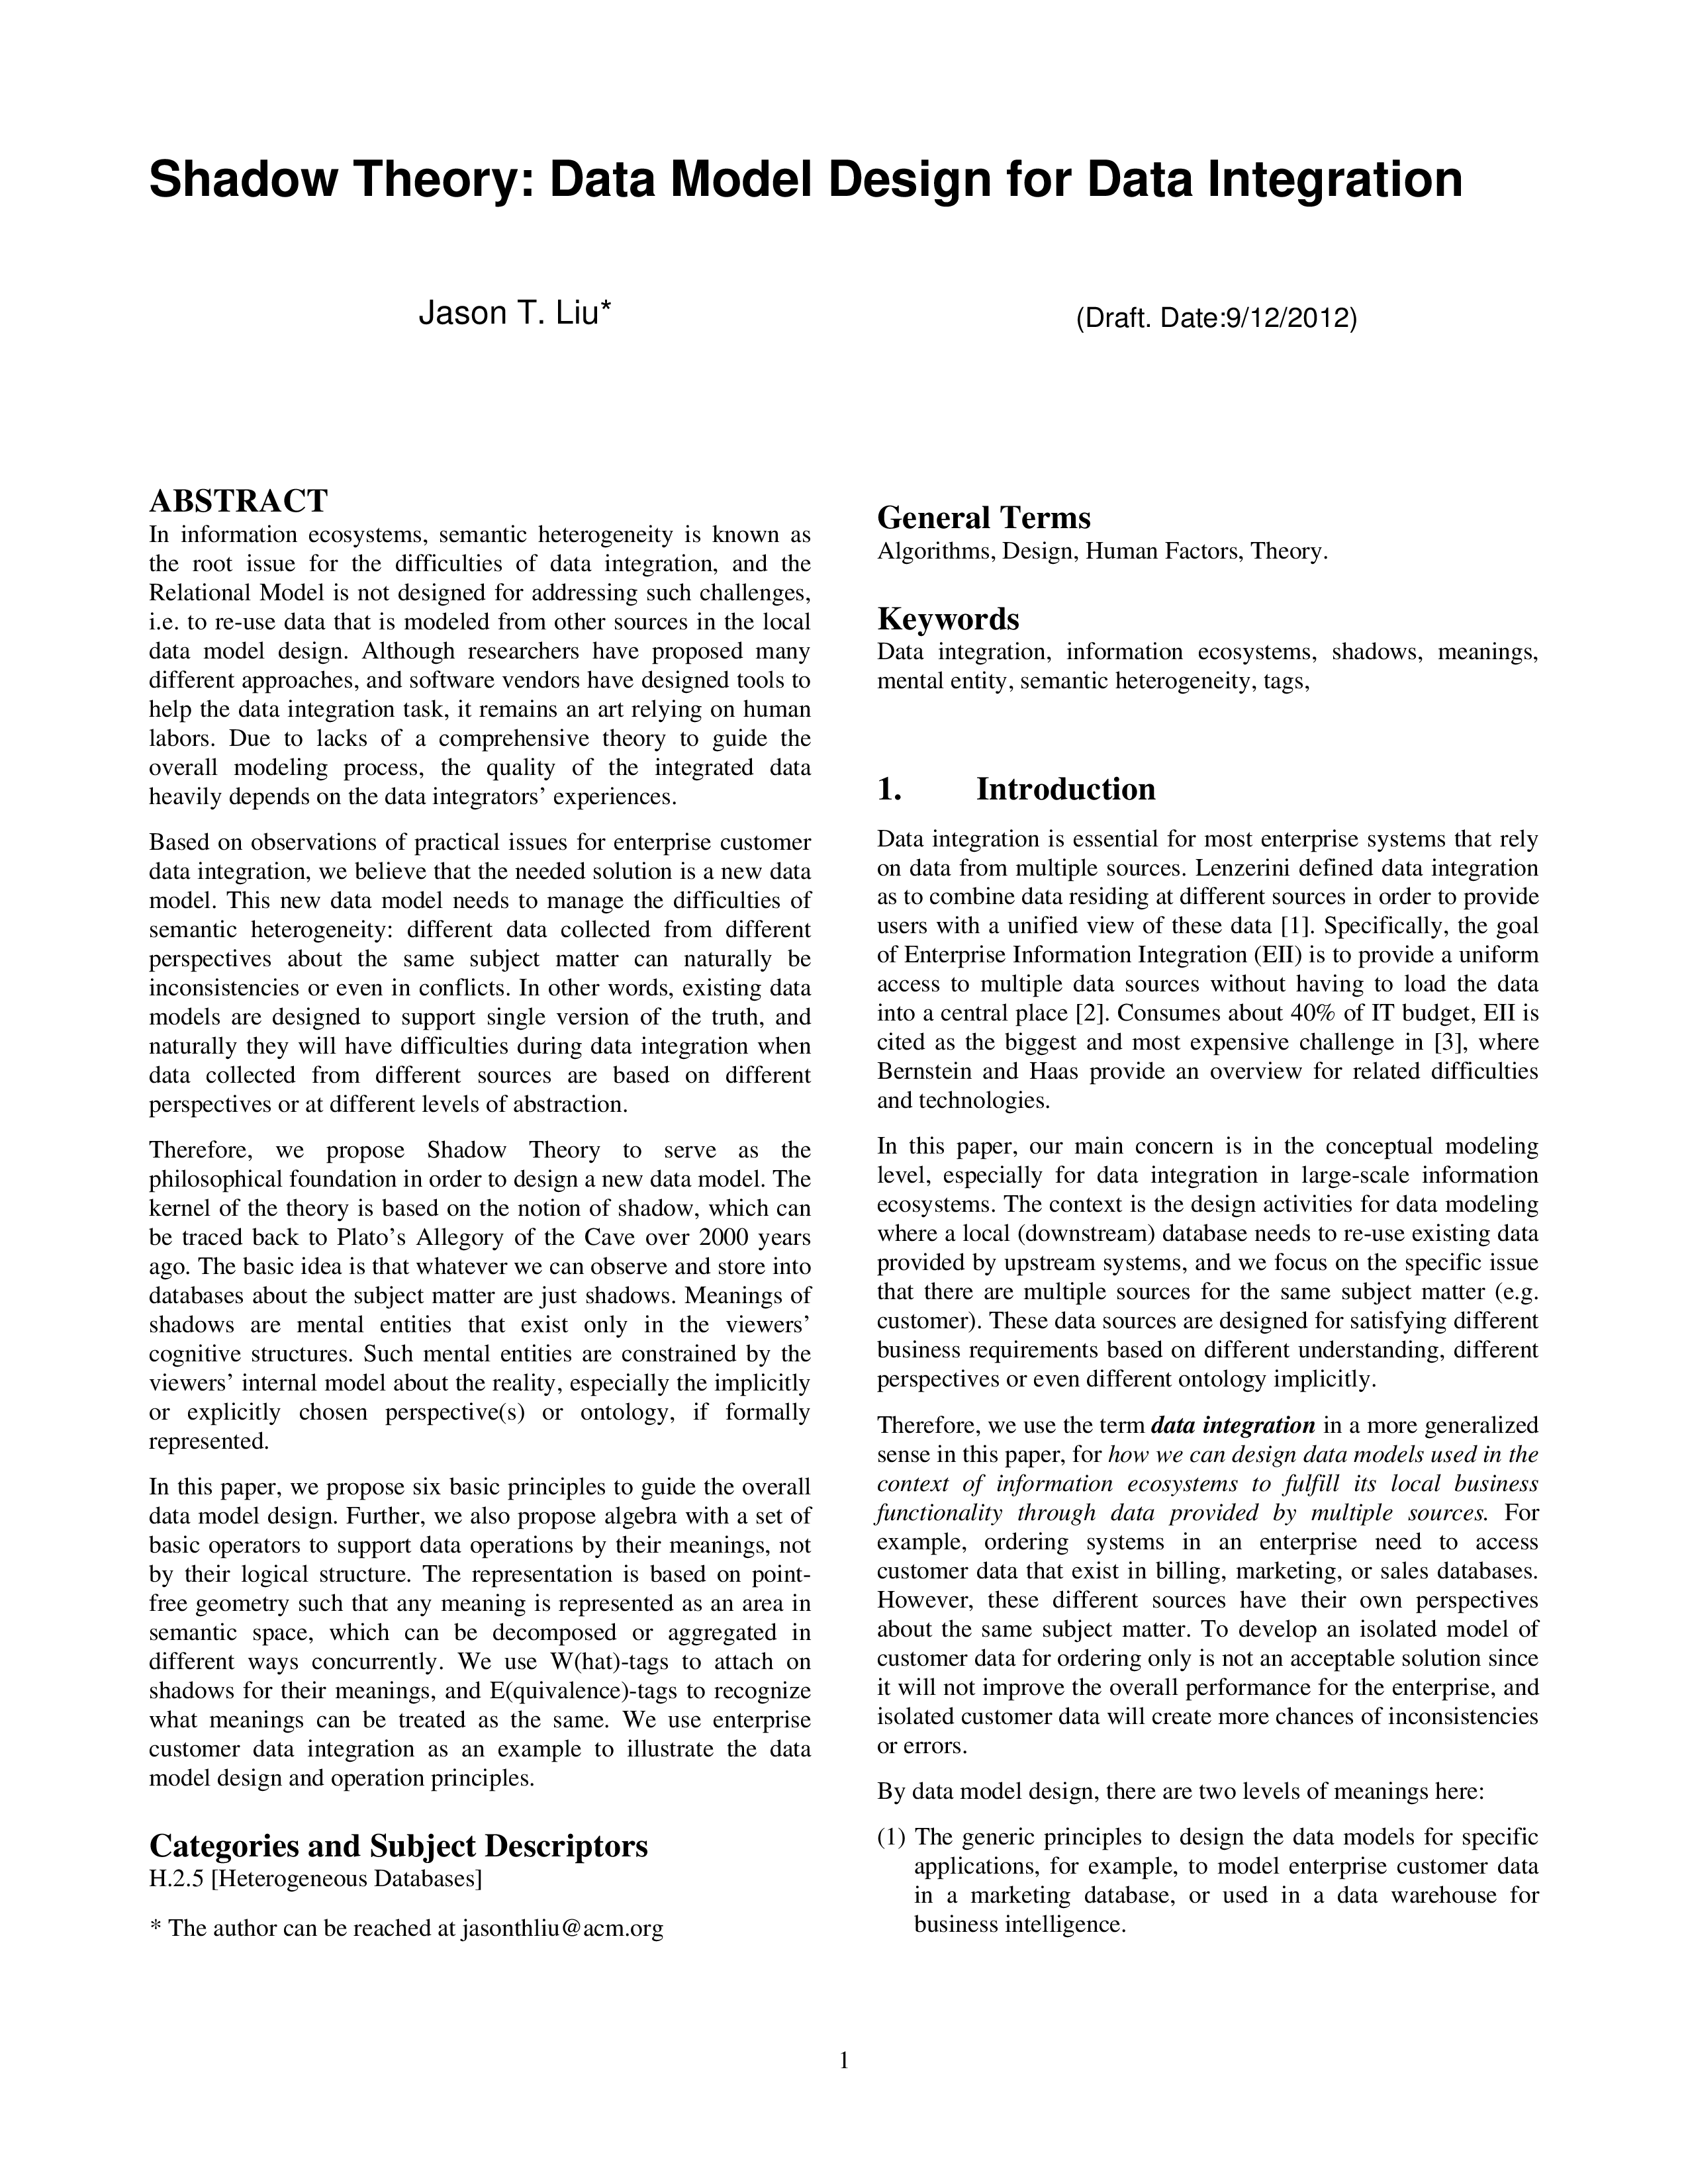 Shadow Theory: Data Model Design for Data Integration
Jason T. Liu*
(Draft. Date:9/12/2012)
ABSTRACT
In information ecosystems, semantic heterogeneity is known as
the root issue for the difficulties of data integration, and the
Relational Model is not designed for addressing such challenges,
i.e. to re-use data that is modeled from other sources in the local
data model design. Although researchers have proposed many
different approaches, and software vendors have designed tools to
help the data integration task, it remains an art relying on human
labors. Due to lacks of a comprehensive theory to guide the
overall modeling process, the quality of the integrated data
heavily depends on the data integrators' experiences.
Based on observations of practical issues for enterprise customer
data integration, we believe that the needed solution is a new data
model. This new data model needs to manage the difficulties of
semantic heterogeneity: different data collected from different
perspectives about the same subject matter can naturally be
inconsistencies or even in conflicts. In other words, existing data
models are designed to support single version of the truth, and
naturally they will have difficulties during data integration when
data collected from different sources are based on different
perspectives or at different levels of abstraction.
Therefore, we propose Shadow Theory to serve as the
philosophical foundation in order to design a new data model. The
kernel of the theory is based on the notion of shadow, which can
be traced back to Plato's Allegory of the Cave over 2000 years
ago. The basic idea is that whatever we can observe and store into
databases about the subject matter are just shadows. Meanings of
shadows are mental entities that exist only in the viewers'
cognitive structures. Such mental entities are constrained by the
viewers' internal model about the reality, especially the implicitly
or explicitly chosen perspective(s) or ontology, if formally
represented.
In this paper, we propose six basic principles to guide the overall
data model design. Further, we also propose algebra with a set of
basic operators to support data operations by their meanings, not
by their logical structure. The representation is based on point-
free geometry such that any meaning is represented as an area in
semantic space, which can be decomposed or aggregated in
different ways concurrently. We use W(hat)-tags to attach on
shadows for their meanings, and E(quivalence)-tags to recognize
what meanings can be treated as the same. We use enterprise
customer data integration as an example to illustrate the data
model design and operation principles.
Categories and Subject Descriptors
H.2.5 [Heterogeneous Databases]
* The author can be reached at jasonthliu@acm.org
General Terms
Algorithms, Design, Human Factors, Theory.
Keywords
Data integration, information ecosystems, shadows, meanings,
mental entity, semantic heterogeneity, tags,
1. Introduction
Data integration is essential for most enterprise systems that rely
on data from multiple sources. Lenzerini defined data integration
as to combine data residing at different sources in order to provide
users with a unified view of these data [1]. Specifically, the goal
of Enterprise Information Integration (EII) is to provide a uniform
access to multiple data sources without having to load the data
into a central place [2]. Consumes about 40% of IT budget, EII is
cited as the biggest and most expensive challenge in [3], where
Bernstein and Haas provide an overview for related difficulties
and technologies.
In this paper, our main concern is in the conceptual modeling
level, especially for data integration in large-scale information
ecosystems. The context is the design activities for data modeling
where a local (downstream) database needs to re-use existing data
provided by upstream systems, and we focus on the specific issue
that there are multiple sources for the same subject matter (e.g.
customer). These data sources are designed for satisfying different
business requirements based on different understanding, different
perspectives or even different ontology implicitly.
Therefore, we use the term data integration in a more generalized
sense in this paper, for how we can design data models used in the
context of information ecosystems to fulfill its local business
functionality through data provided by multiple sources. For
example, ordering systems in an enterprise need to access
customer data that exist in billing, marketing, or sales databases.
However, these different sources have their own perspectives
about the same subject matter. To develop an isolated model of
customer data for ordering only is not an acceptable solution since
it will not improve the overall performance for the enterprise, and
isolated customer data will create more chances of inconsistencies
or errors.
By data model design, there are two levels of meanings here:
(1) The generic principles to design the data models for specific
applications, for example, to model enterprise customer data
in a marketing database, or used in a data warehouse for
business intelligence.
1